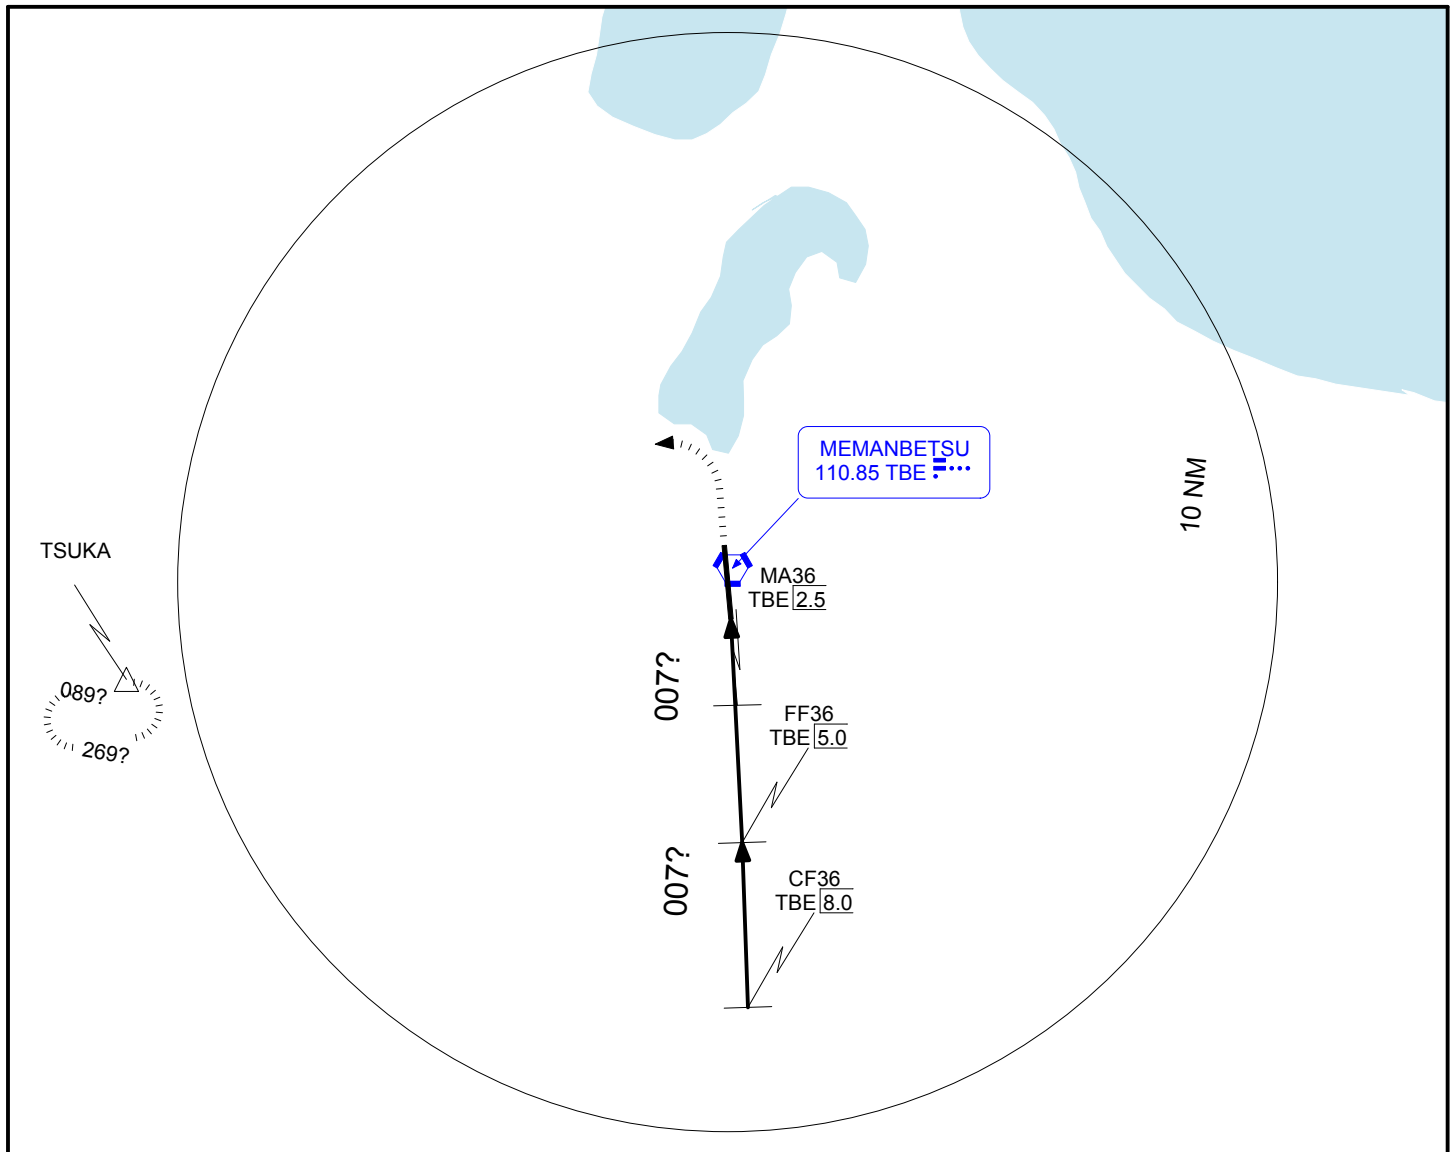 MEMANBETSU
110.85 TBE
10 NM
TSUKA
MA36
TBE 2.5
007?
089?
269?
FF36
TBE 5.0
007?
CF36
TBE 8.0